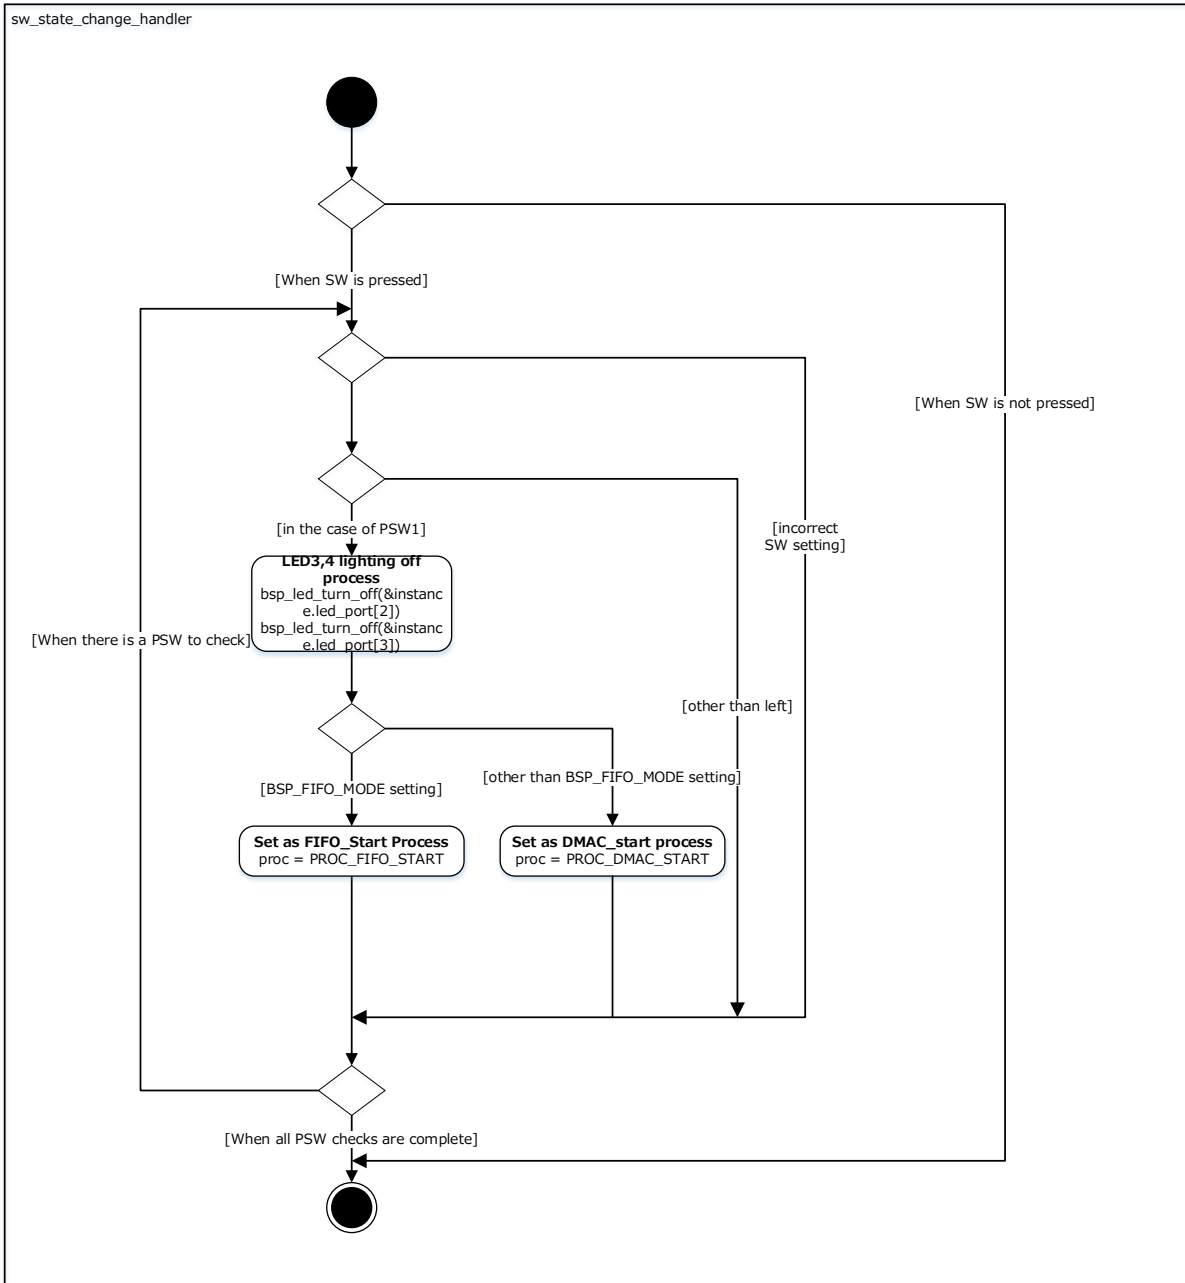 sw_state_change_handler
[When SW is pressed]
[When SW is not pressed]
[in the case of PSW1]
[incorrect
SW setting]
LED3,4 lighting off
process
bsp_led_turn_off(&instanc
e.led_port[2])
bsp_led_turn_off(&instanc
e.led_port[3])
[When there is a PSW to check]
[other than left]
[other than BSP_FIFO_MODE setting]
[BSP_FIFO_MODE setting]
Set as FIFO_Start Process
proc = PROC_FIFO_START
Set as DMAC_start process
proc = PROC_DMAC_START
[When all PSW checks are complete]